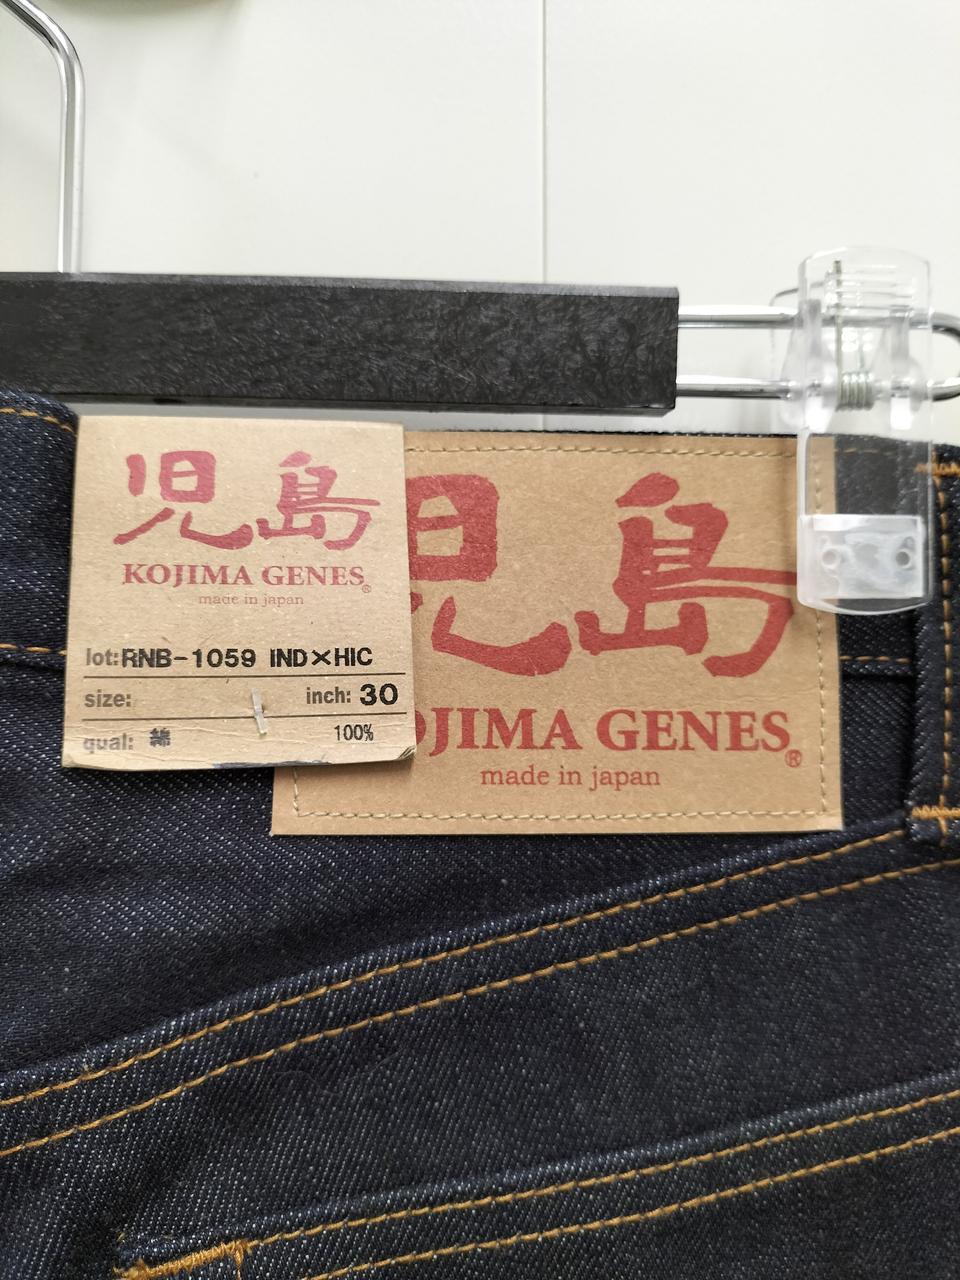 児島
KOJIMA GENES®
made in japan
lot:RNB-1059 IND×HIC
size: inch: 30
qual: 綿 100%
児島
OJIMA GENES®
made in japan